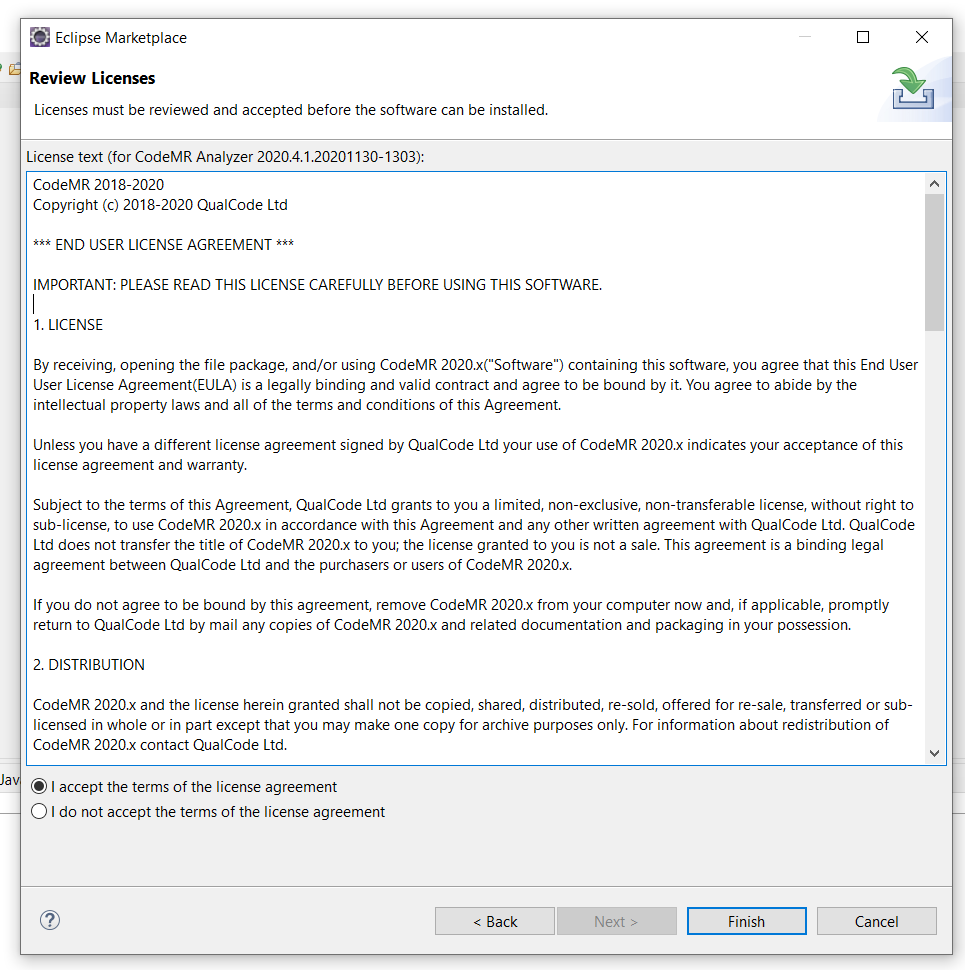 Eclipse Marketplace
Review Licenses
Licenses must be reviewed and accepted before the software can be installed.
License text (for CodeMR Analyzer 2020.4.1.20201130-1303):
CodeMR 2018-2020
Copyright (c) 2018-2020 QualCode Ltd
*** END USER LICENSE AGREEMENT ***
IMPORTANT: PLEASE READ THIS LICENSE CAREFULLY BEFORE USING THIS SOFTWARE.
1. LICENSE
By receiving, opening the file package, and/or using CodeMR 2020.x("Software") containing this software, you agree that this End User
User License Agreement(EULA) is a legally binding and valid contract and agree to be bound by it. You agree to abide by the
intellectual property laws and all of the terms and conditions of this Agreement.
Unless you have a different license agreement signed by QualCode Ltd your use of CodeMR 2020.x indicates your acceptance of this
license agreement and warranty.
Subject to the terms of this Agreement, QualCode Ltd grants to you a limited, non-exclusive, non-transferable license, without right to
sub-license, to use CodeMR 2020.x in accordance with this Agreement and any other written agreement with QualCode Ltd. QualCode
Ltd does not transfer the title of CodeMR 2020.x to you; the license granted to you is not a sale. This agreement is a binding legal
agreement between QualCode Ltd and the purchasers or users of CodeMR 2020.x.
If you do not agree to be bound by this agreement, remove CodeMR 2020.x from your computer now and, if applicable, promptly
return to QualCode Ltd by mail any copies of CodeMR 2020.x and related documentation and packaging in your possession.
2. DISTRIBUTION
CodeMR 2020.x and the license herein granted shall not be copied, shared, distributed, re-sold, offered for re-sale, transferred or sub-
licensed in whole or in part except that you may make one copy for archive purposes only. For information about redistribution of
CodeMR 2020.x contact QualCode Ltd.
Jav
I accept the terms of the license agreement
I do not accept the terms of the license agreement
?
< Back
Next >
Finish
Cancel